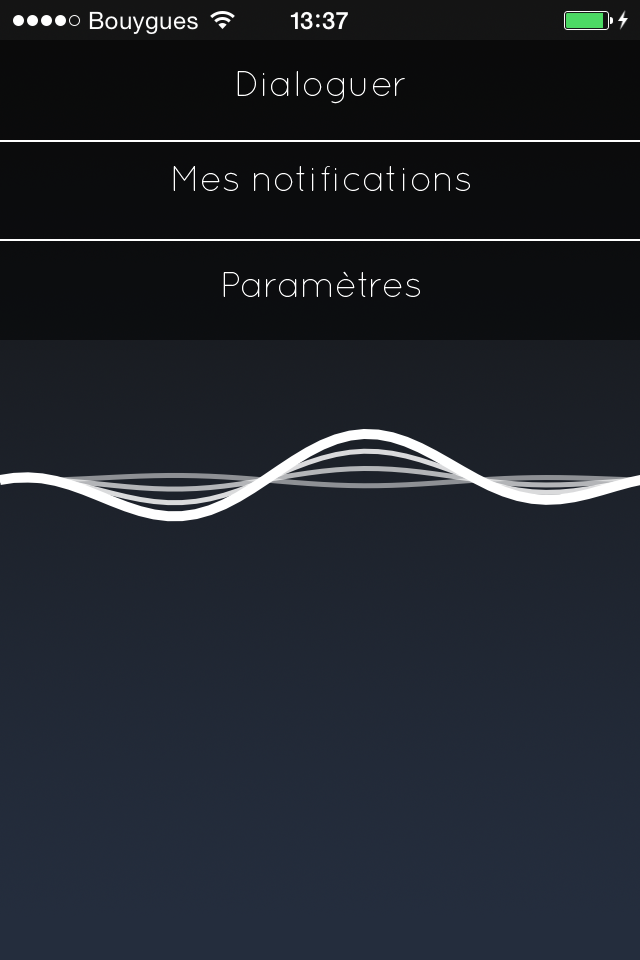 Bouygues 13:37
Dialoguer
Mes notifications
Paramètres